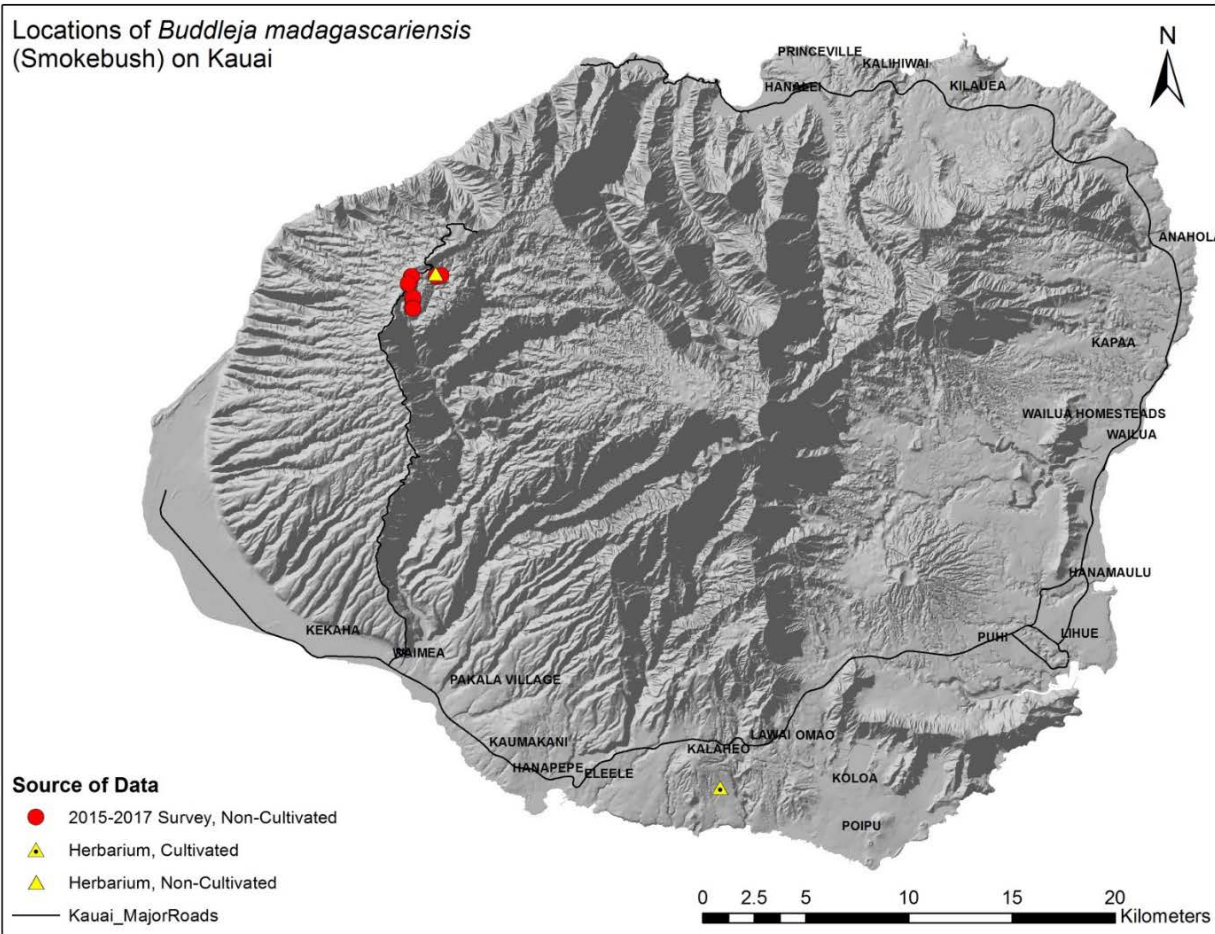 Locations of Buddleja madagascariensis
(Smokebush) on Kauai
N
PRINCEVILLE
KALIHIWAI
HANALEI
KILAUEA
ANAHOLA
KAPAA
WAILUA HOMESTEADS
WAILUA
HANAMAULU
KEKAHA
PUHI
LIHUE
WAIMEA
PAKALA VILLAGE
KAUMAKANI
LAWAI OMAO
KALAHEO
HANAPEPE
ELEELE
KOLOA
POIPU
Source of Data
2015-2017 Survey, Non-Cultivated
Herbarium, Cultivated
Herbarium, Non-Cultivated
Kauai_MajorRoads
0 2.5 5 10 15 20
Kilometers